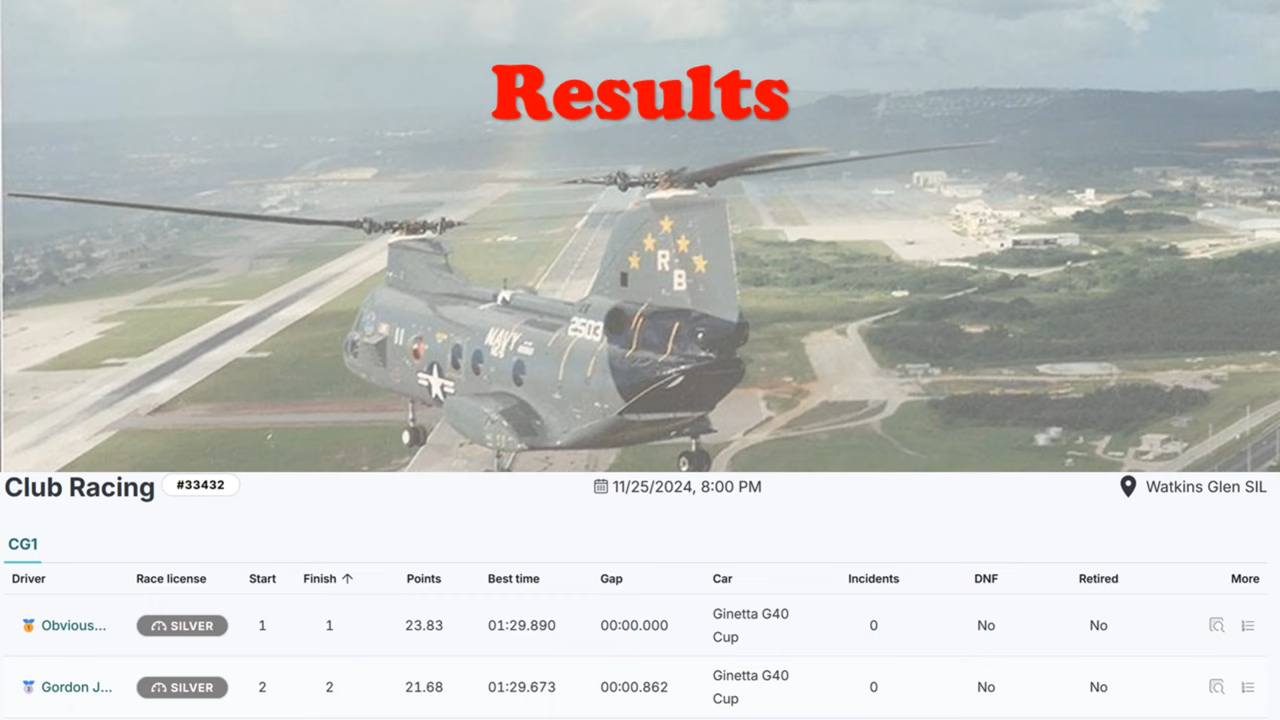 Results
R
B
2503
NAVY
11
Club Racing #33432 11/25/2024, 8:00 PM Watkins Glen SIL
CG1
Driver Race license Start Finish ↑ Points Best time Gap Car Incidents DNF Retired More
Obvious... SILVER 1 1 23.83 01:29.890 00:00.000 Ginetta G40 Cup 0 No No
Gordon J... SILVER 2 2 21.68 01:29.673 00:00.862 Ginetta G40 Cup 0 No No